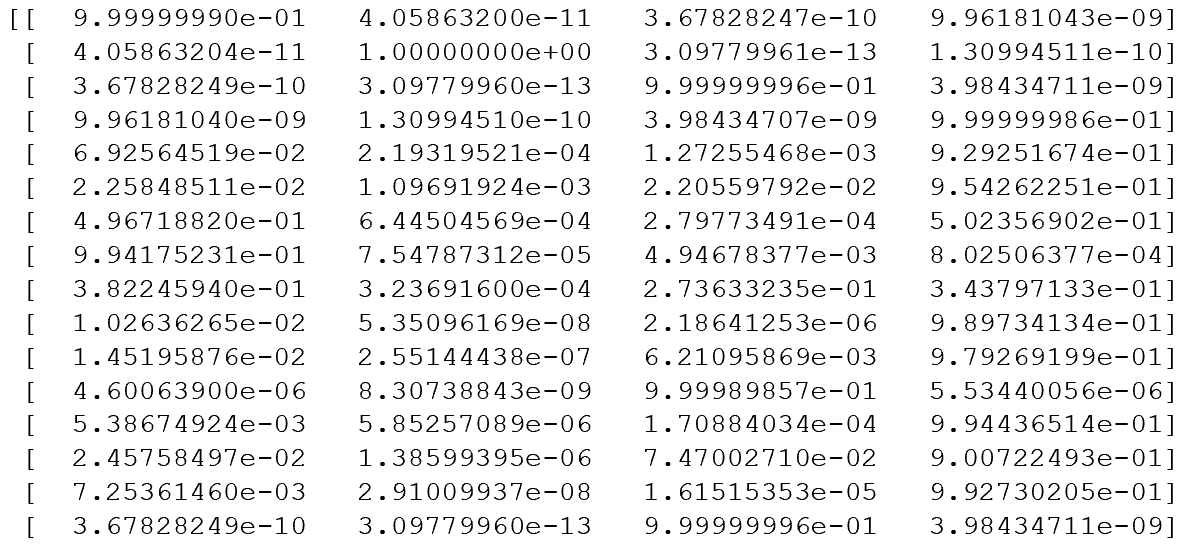 [[ 9.99999990e-01 4.05863200e-11 3.67828247e-10 9.96181043e-09]
[ 4.05863204e-11 1.00000000e+00 3.09779961e-13 1.30994511e-10]
[ 3.67828249e-10 3.09779960e-13 9.99999996e-01 3.98434711e-09]
[ 9.96181040e-09 1.30994510e-10 3.98434707e-09 9.99999986e-01]
[ 6.92564519e-02 2.19319521e-04 1.27255468e-03 9.29251674e-01]
[ 2.25848511e-02 1.09691924e-03 2.20559792e-02 9.54262251e-01]
[ 4.96718820e-01 6.44504569e-04 2.79773491e-04 5.02356902e-01]
[ 9.94175231e-01 7.54787312e-05 4.94678377e-03 8.02506377e-04]
[ 3.82245940e-01 3.23691600e-04 2.73633235e-01 3.43797133e-01]
[ 1.02636265e-02 5.35096169e-08 2.18641253e-06 9.89734134e-01]
[ 1.45195876e-02 2.55144438e-07 6.21095869e-03 9.79269199e-01]
[ 4.60063900e-06 8.30738843e-09 9.99989857e-01 5.53440056e-06]
[ 5.38674924e-03 5.85257089e-06 1.70884034e-04 9.94436514e-01]
[ 2.45758497e-02 1.38599395e-06 7.47002710e-02 9.00722493e-01]
[ 7.25361460e-03 2.91009937e-08 1.61515353e-05 9.92730205e-01]
[ 3.67828249e-10 3.09779960e-13 9.99999996e-01 3.98434711e-09]